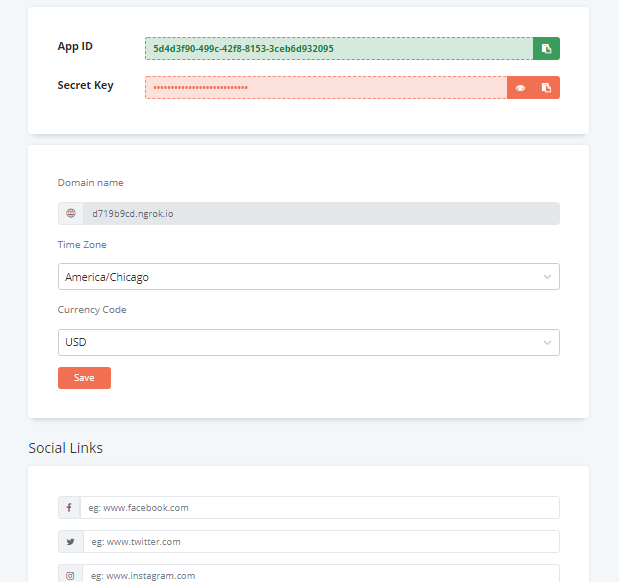 App ID
5d4d3f90-499c-42f8-8153-3ceb6d932095
Secret Key
Domain name
d719b9cd.ngrok.io
Time Zone
America/Chicago
Currency Code
USD
Save
Social Links
eg: www.facebook.com
eg: www.twitter.com
eg: www.instagram.com